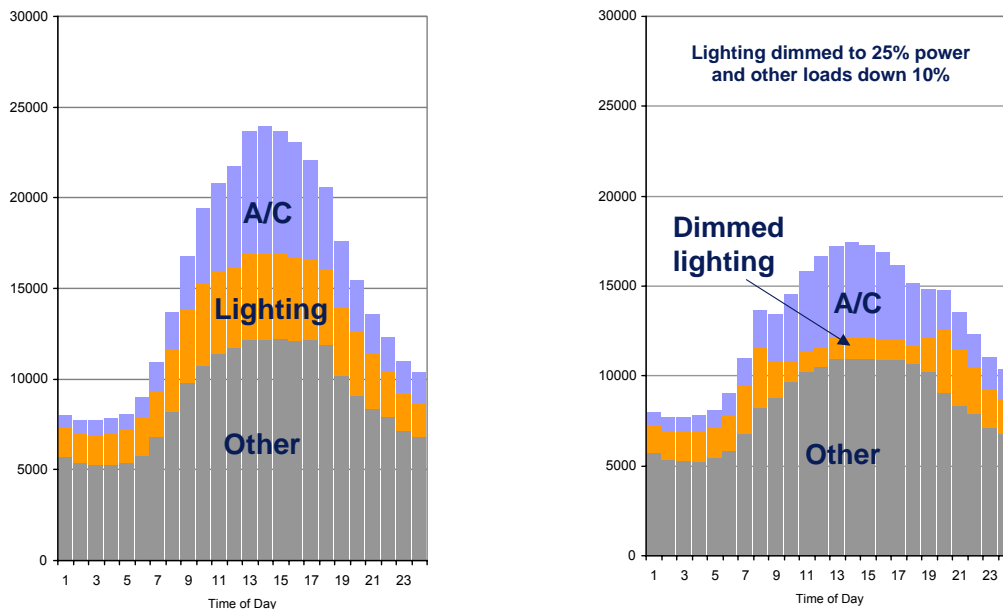 30000
25000
20000
15000
10000
5000
0
A/C
Lighting
Other
1 3 5 7 9 11 13 15 17 19 21 23
Time of Day
30000
25000
20000
15000
10000
5000
0
Lighting dimmed to 25% power
and other loads down 10%
Dimmed
lighting
A/C
Other
1 3 5 7 9 11 13 15 17 19 21 23
Time of Day